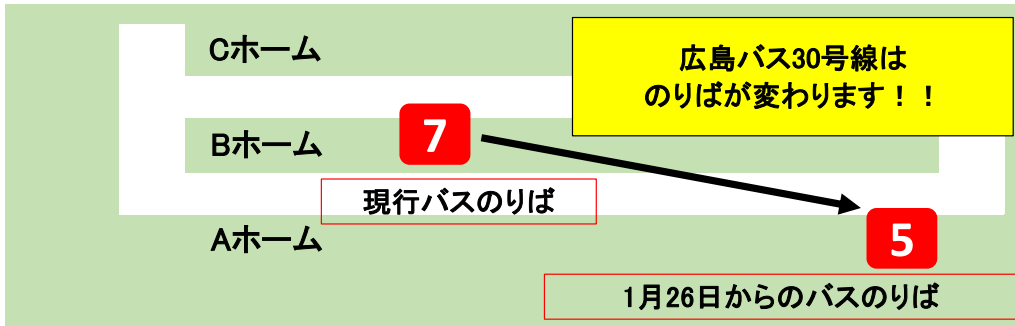 Cホーム
広島バス30号線は
のりばが変わります！！
Bホーム
7
現行バスのりば
Aホーム
5
1月26日からのバスのりば